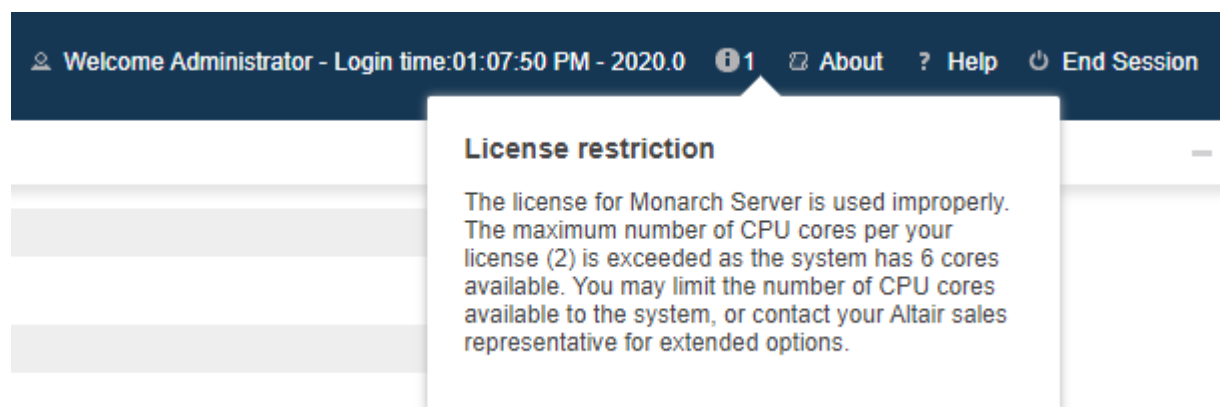 Welcome Administrator - Login time:01:07:50 PM - 2020.0 1 About ? Help End Session
License restriction
The license for Monarch Server is used improperly.
The maximum number of CPU cores per your
license (2) is exceeded as the system has 6 cores
available. You may limit the number of CPU cores
available to the system, or contact your Altair sales
representative for extended options.